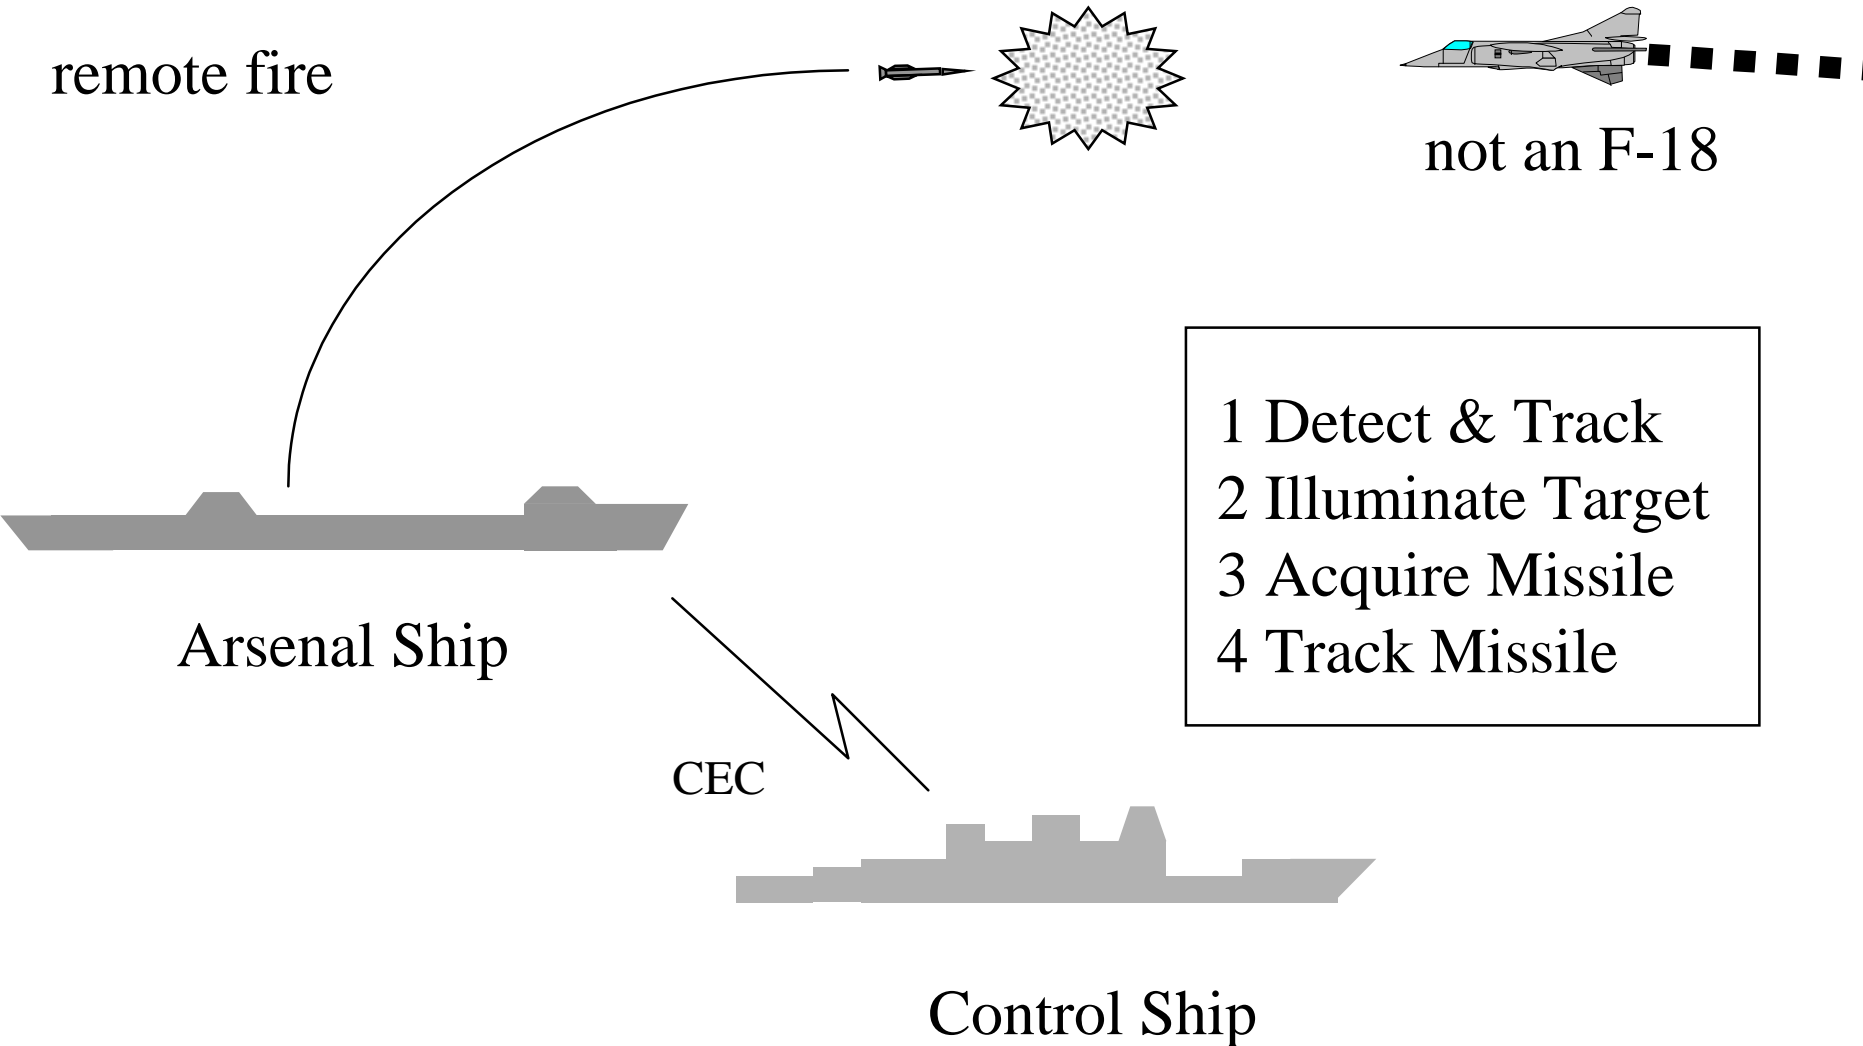 remote fire
not an F-18
1 Detect & Track
2 Illuminate Target
3 Acquire Missile
4 Track Missile
Arsenal Ship
CEC
Control Ship